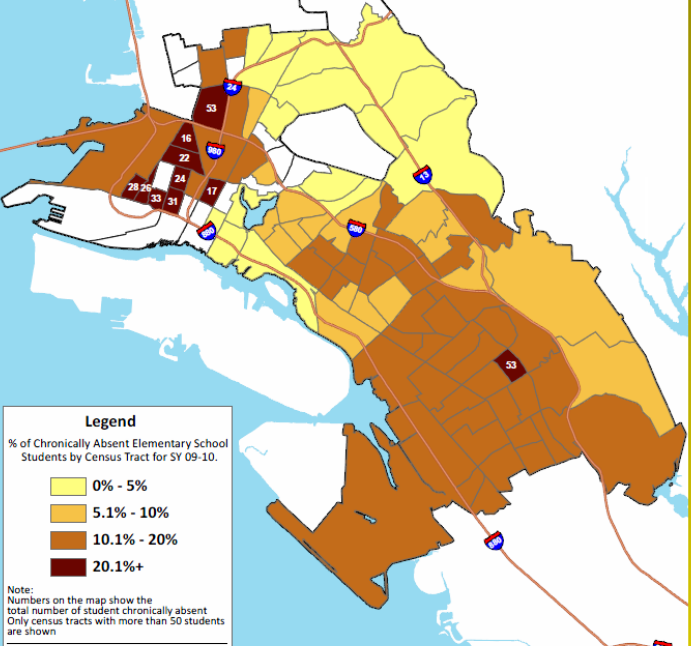 24
53
16
980
22
24
28 26
17
33 31
13
880
580
53
Legend
% of Chronically Absent Elementary School
Students by Census Tract for SY 09-10.
0% - 5%
5.1% - 10%
10.1% - 20%
20.1%+
Note:
Numbers on the map show the
total number of student chronically absent
Only census tracts with more than 50 students
are shown